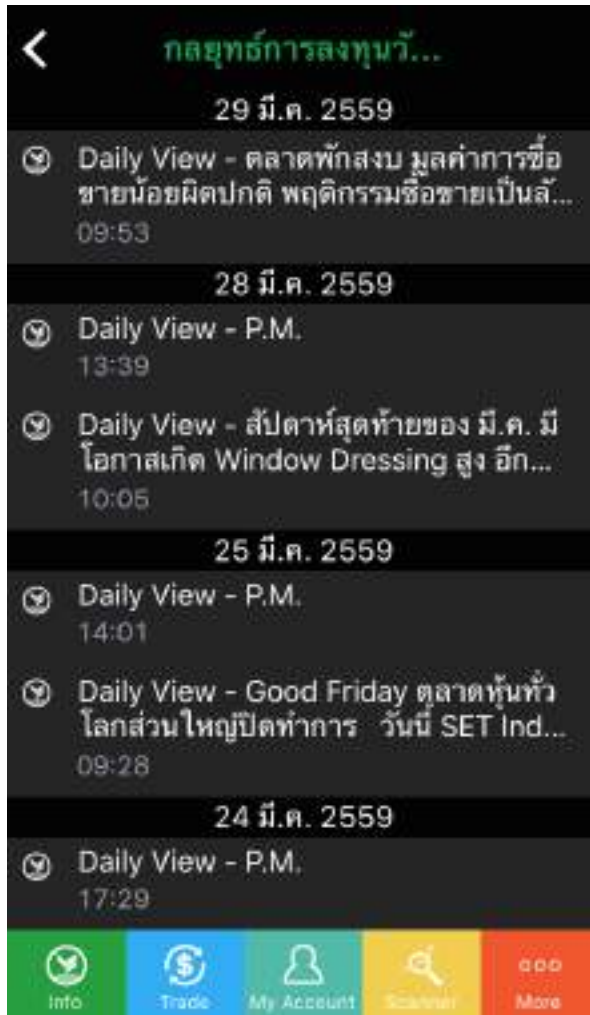 กลยุทธ์การลงทุนวั...
29 มี.ค. 2559
Daily View - ตลาดพักสงบ มูลค่าการซื้อ
ขายน้อยผิดปกติ พฤติกรรมซื้อขายเป็นลั...
09:53
28 มี.ค. 2559
Daily View - P.M.
13:39
Daily View - สัปดาห์สุดท้ายของ มี.ค. มี
โอกาสเกิด Window Dressing สูง อีก...
10:05
25 มี.ค. 2559
Daily View - P.M.
14:01
Daily View - Good Friday ตลาดหุ้นทั่ว
โลกส่วนใหญ่ปิดทำการ วันนี้ SET Ind...
09:28
24 มี.ค. 2559
Daily View - P.M.
17:29
Info Trade My Account Scanner More